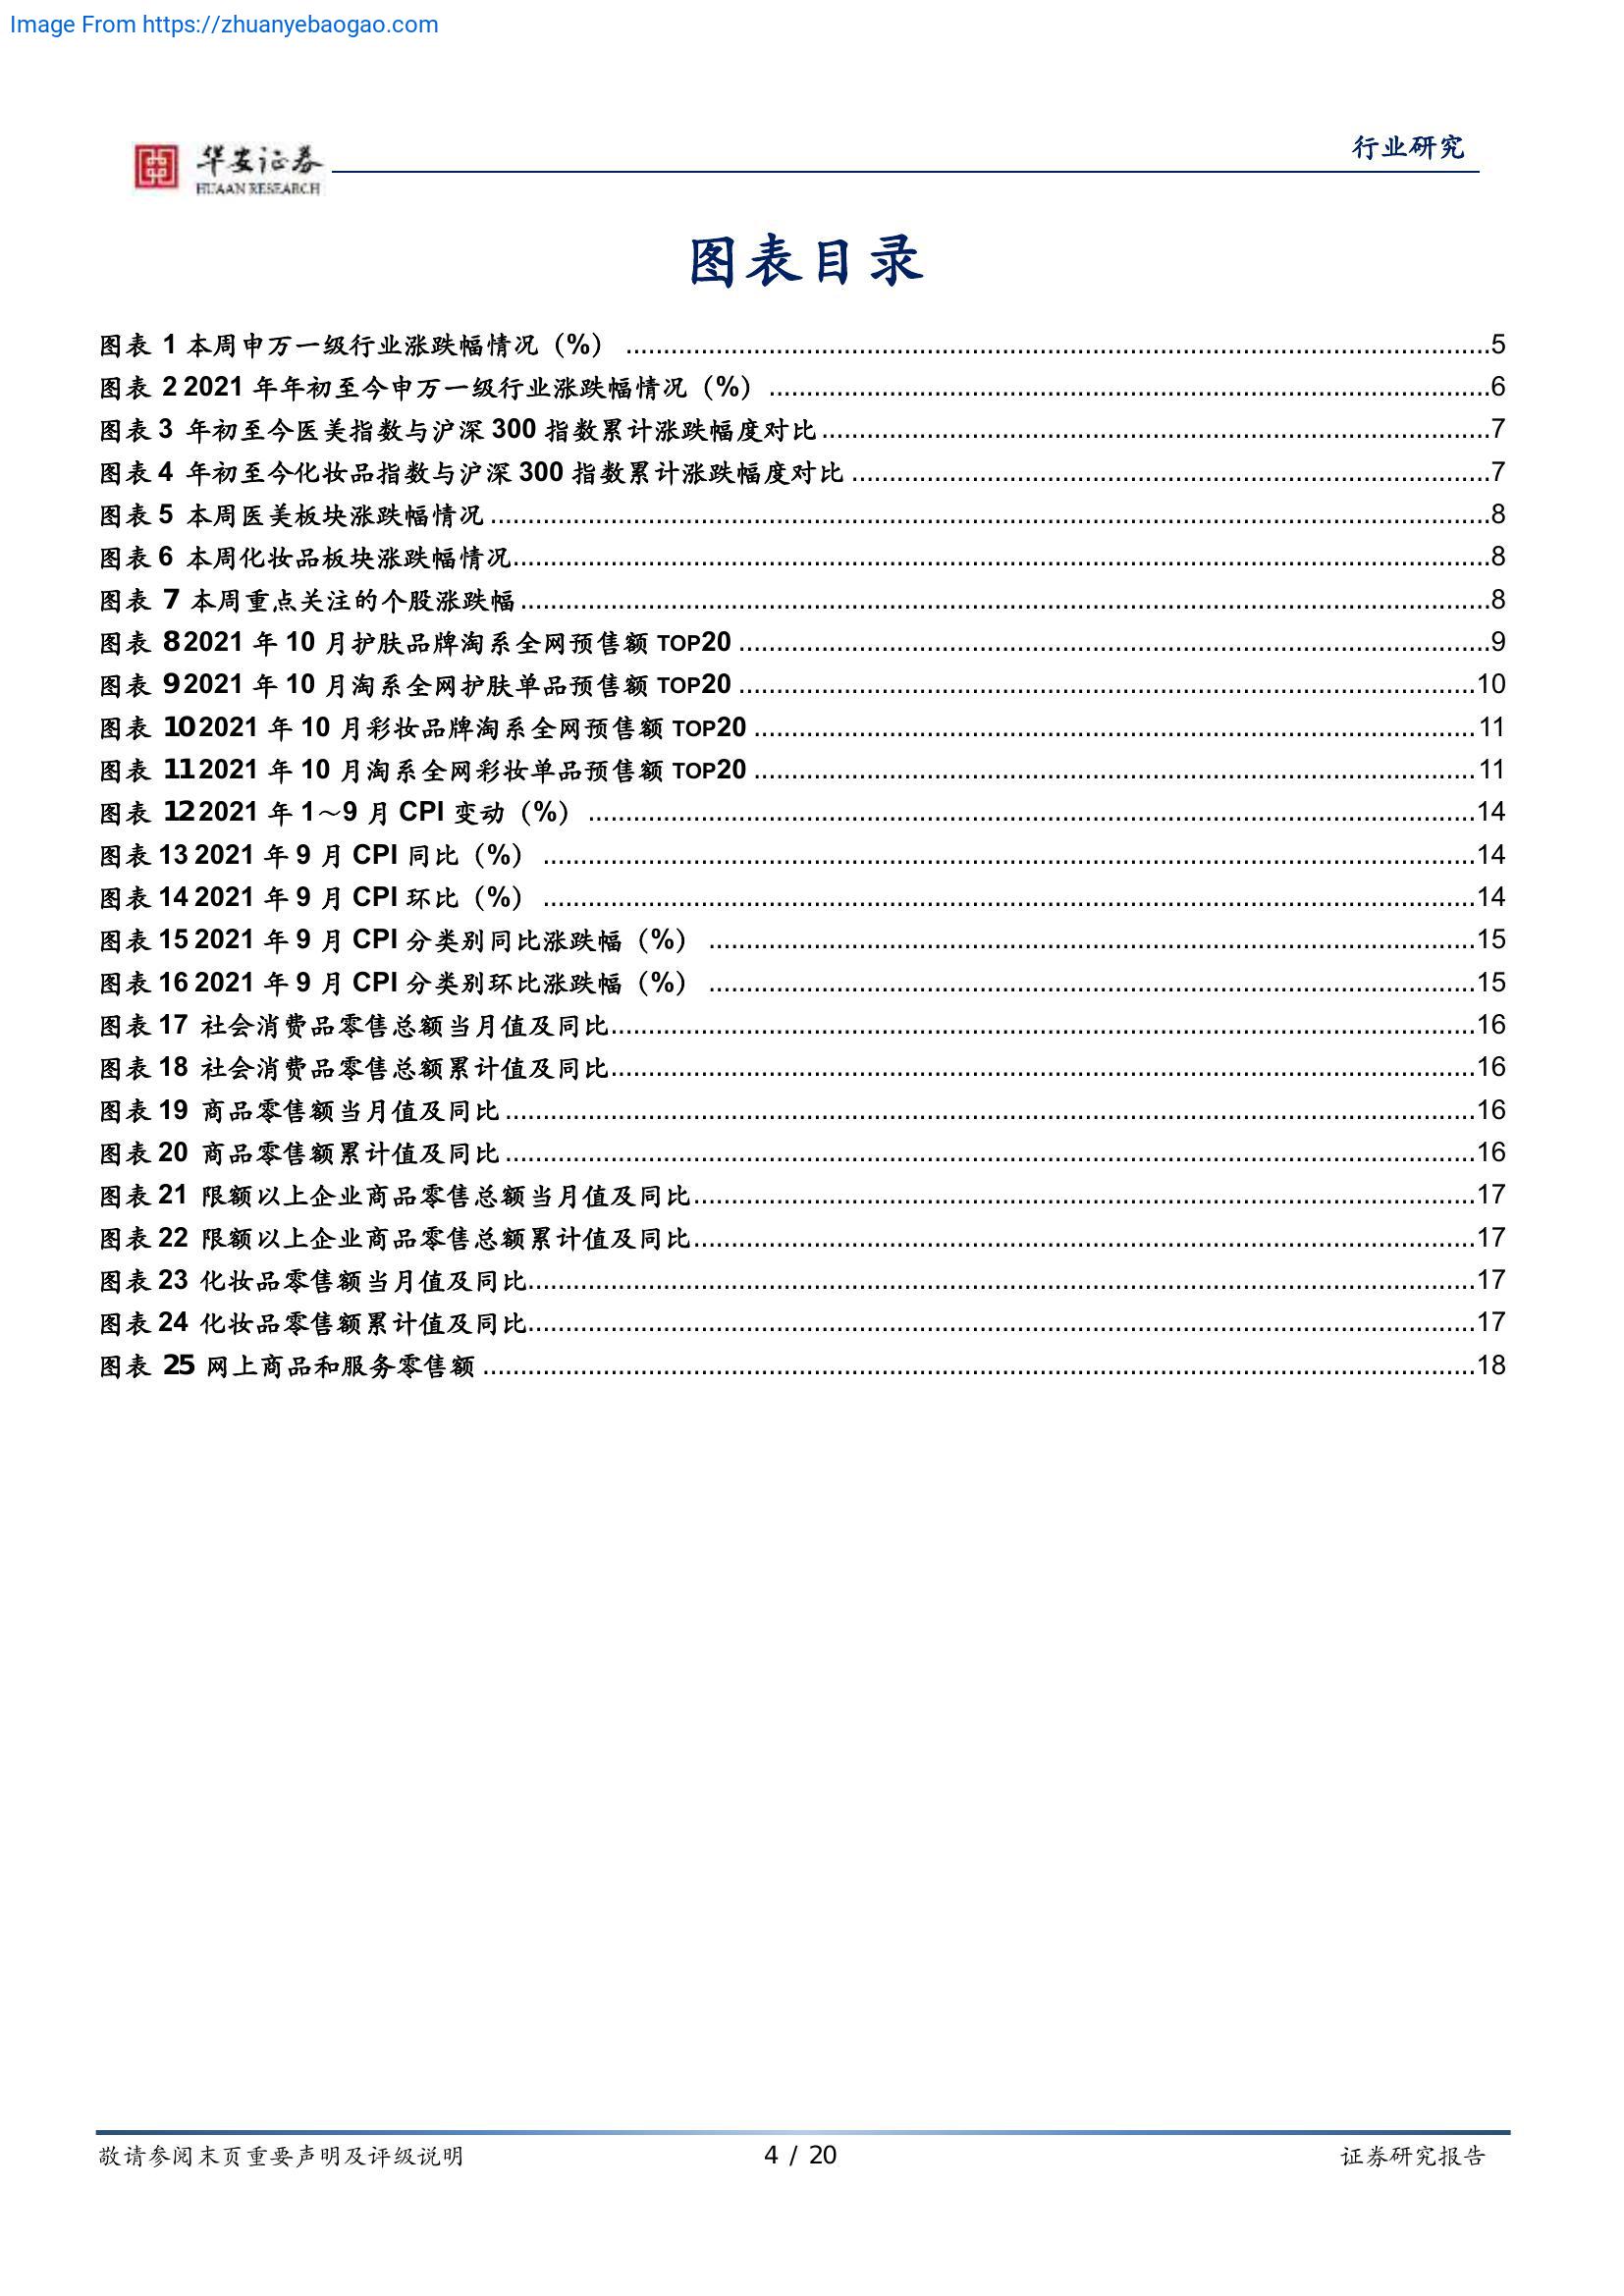 Image From https://zhuanyebaogao.com
华安证券
HUAAN RESEARCH
行业研究
图表目录
图表 1 本周申万一级行业涨跌幅情况（%） ....................5
图表 2 2021 年年初至今申万一级行业涨跌幅情况（%）....................6
图表 3 年初至今医美指数与沪深 300 指数累计涨跌幅度对比....................7
图表 4 年初至今化妆品指数与沪深 300 指数累计涨跌幅度对比....................7
图表 5 本周医美板块涨跌幅情况....................8
图表 6 本周化妆品板块涨跌幅情况....................8
图表 7 本周重点关注的个股涨跌幅....................8
图表 8 2021 年 10 月护肤品牌淘系全网预售额 TOP20....................9
图表 9 2021 年 10 月淘系全网护肤单品预售额 TOP20....................10
图表 10 2021 年 10 月彩妆品牌淘系全网预售额 TOP20....................11
图表 11 2021 年 10 月淘系全网彩妆单品预售额 TOP20....................11
图表 12 2021 年 1～9 月 CPI 变动（%）....................14
图表 13 2021 年 9 月 CPI 同比（%）....................14
图表 14 2021 年 9 月 CPI 环比（%）....................14
图表 15 2021 年 9 月 CPI 分类别同比涨跌幅（%）....................15
图表 16 2021 年 9 月 CPI 分类别环比涨跌幅（%）....................15
图表 17 社会消费品零售总额当月值及同比....................16
图表 18 社会消费品零售总额累计值及同比....................16
图表 19 商品零售额当月值及同比....................16
图表 20 商品零售额累计值及同比....................16
图表 21 限额以上企业商品零售总额当月值及同比....................17
图表 22 限额以上企业商品零售总额累计值及同比....................17
图表 23 化妆品零售额当月值及同比....................17
图表 24 化妆品零售额累计值及同比....................17
图表 25 网上商品和服务零售额....................18
敬请参阅末页重要声明及评级说明
4 / 20
证券研究报告